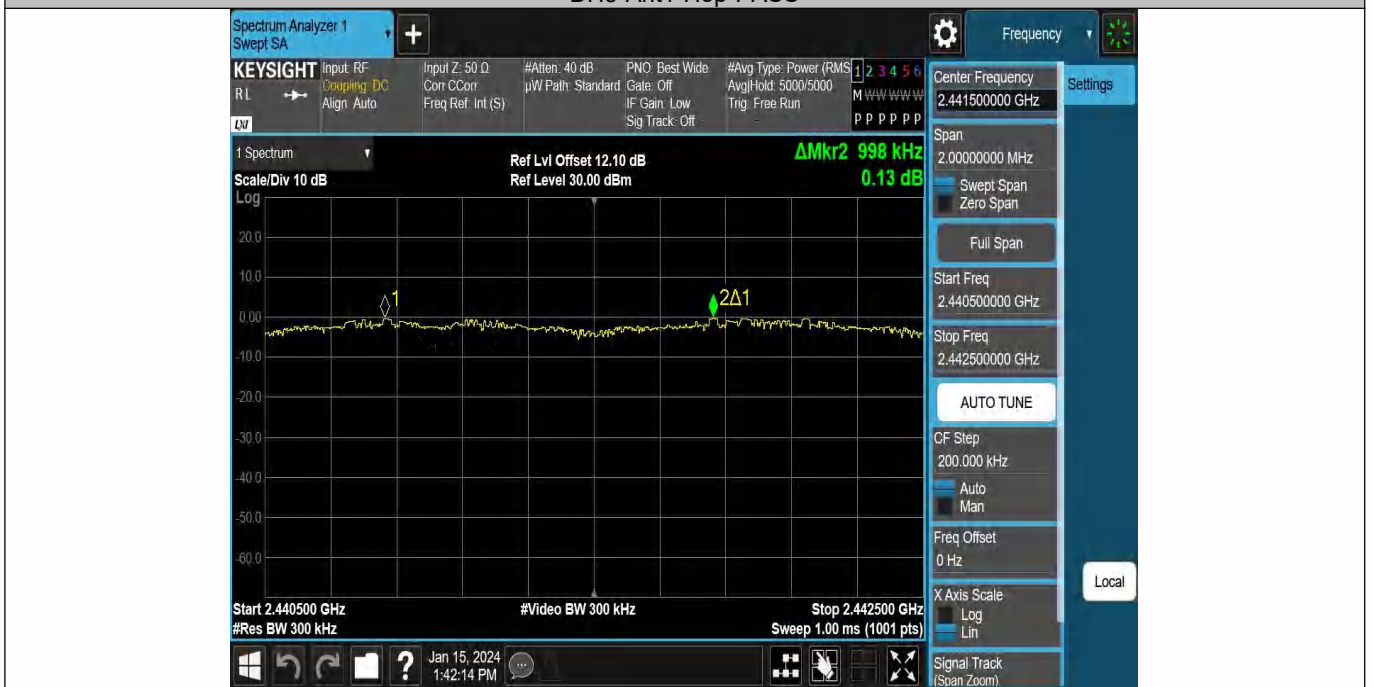 Spectrum Analyzer 1
Swept SA
+
Frequency
KEYSIGHT
RL
LXI
Input: RF
Coupling: DC
Align: Auto
Input Z: 50 Ω
Corr CCorr
Freq Ref: Int (S)
#Atten: 40 dB
µW Path: Standard
PNO: Best Wide
Gate: Off
IF Gain: Low
Sig Track: Off
#Avg Type: Power (RMS
Avg|Hold: 5000/5000
Trig: Free Run
1 2 3 4 5 6
M W W W W W
P P P P P P
1 Spectrum
Scale/Div 10 dB
Log
Ref Lvl Offset 12.10 dB
Ref Level 30.00 dBm
ΔMkr2 998 kHz
0.13 dB
20.0
10.0
0.00
-10.0
-20.0
-30.0
-40.0
-50.0
-60.0
1
2Δ1
Start 2.440500 GHz
#Res BW 300 kHz
#Video BW 300 kHz
Stop 2.442500 GHz
Sweep 1.00 ms (1001 pts)
Center Frequency
2.441500000 GHz
Settings
Span
2.00000000 MHz
Swept Span
Zero Span
Full Span
Start Freq
2.440500000 GHz
Stop Freq
2.442500000 GHz
AUTO TUNE
CF Step
200.000 kHz
Auto
Man
Freq Offset
0 Hz
X Axis Scale
Log
Lin
Local
Signal Track
(Span Zoom)
?
Jan 15, 2024
1:42:14 PM